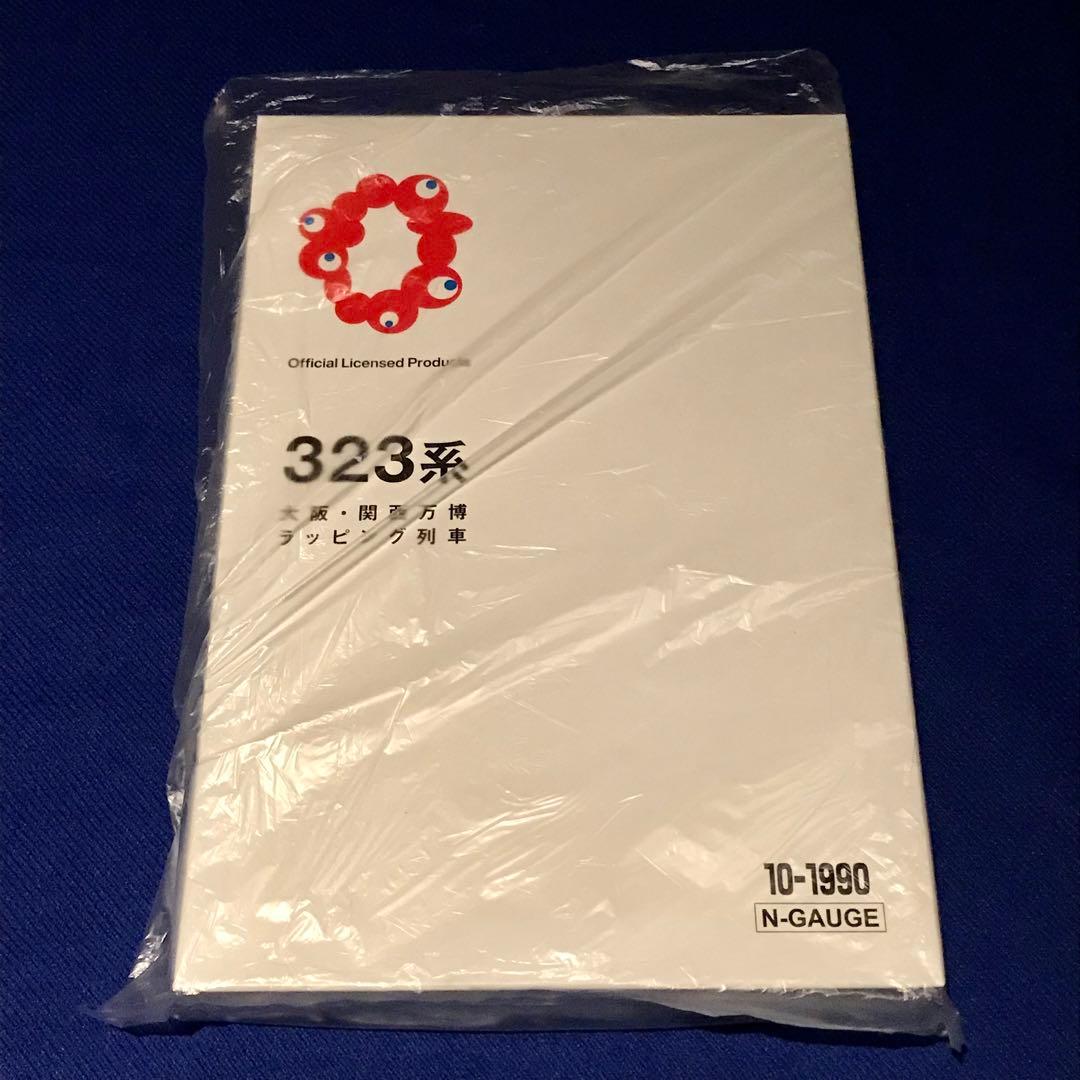 Official Licensed Products
323系
大阪・関西万博
ラッピング列車
10-1990
N-GAUGE